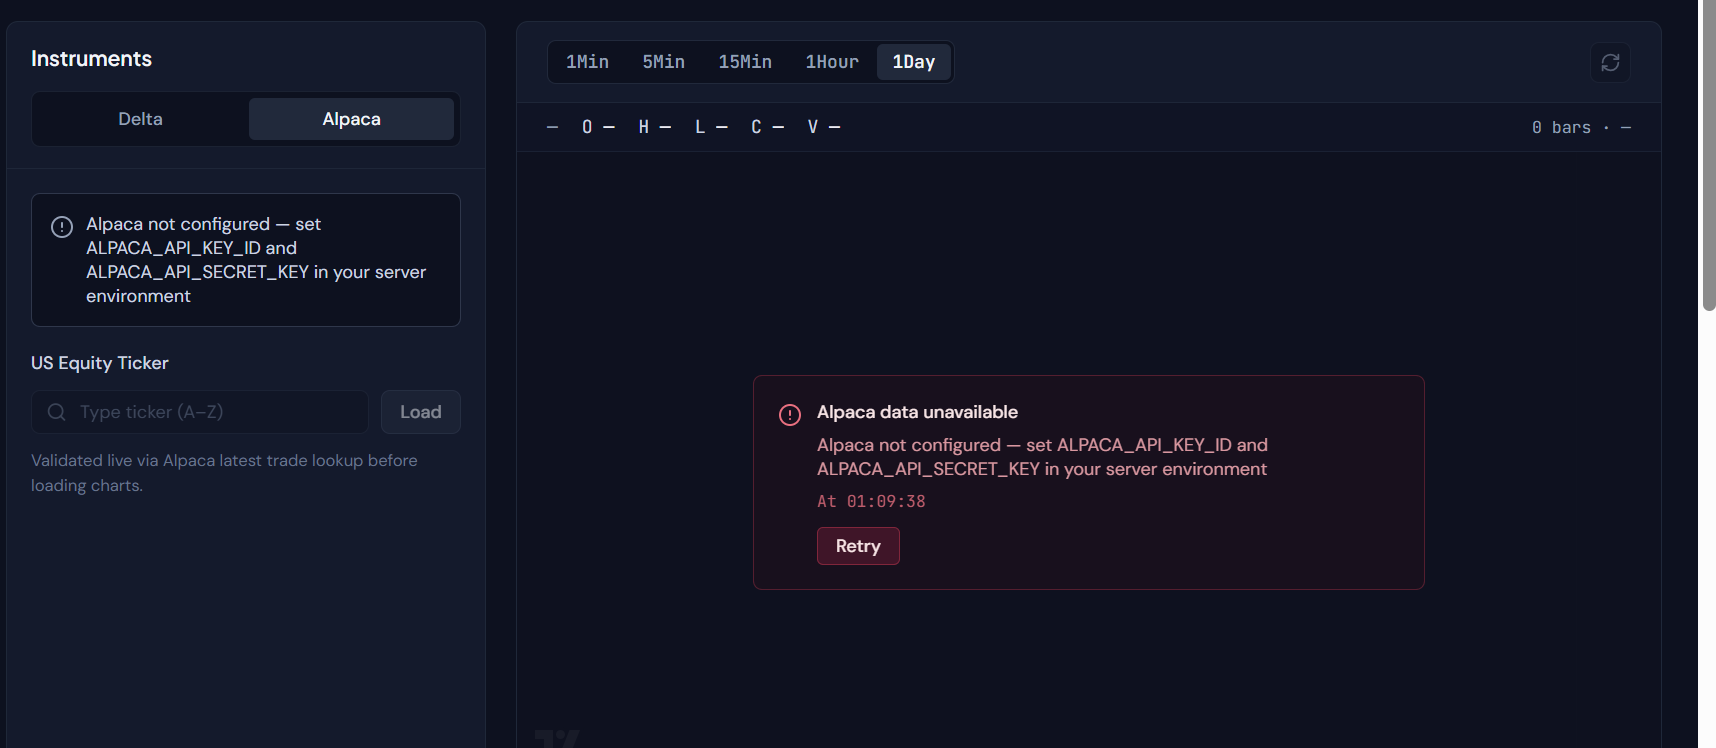 Instruments
Delta
Alpaca
Alpaca not configured — set
ALPACA_API_KEY_ID and
ALPACA_API_SECRET_KEY in your server
environment
US Equity Ticker
Type ticker (A–Z)
Load
Validated live via Alpaca latest trade lookup before
loading charts.
1Min 5Min 15Min 1Hour 1Day
— O — H — L — C — V —
0 bars · —
Alpaca data unavailable
Alpaca not configured — set ALPACA_API_KEY_ID and
ALPACA_API_SECRET_KEY in your server environment
At 01:09:38
Retry